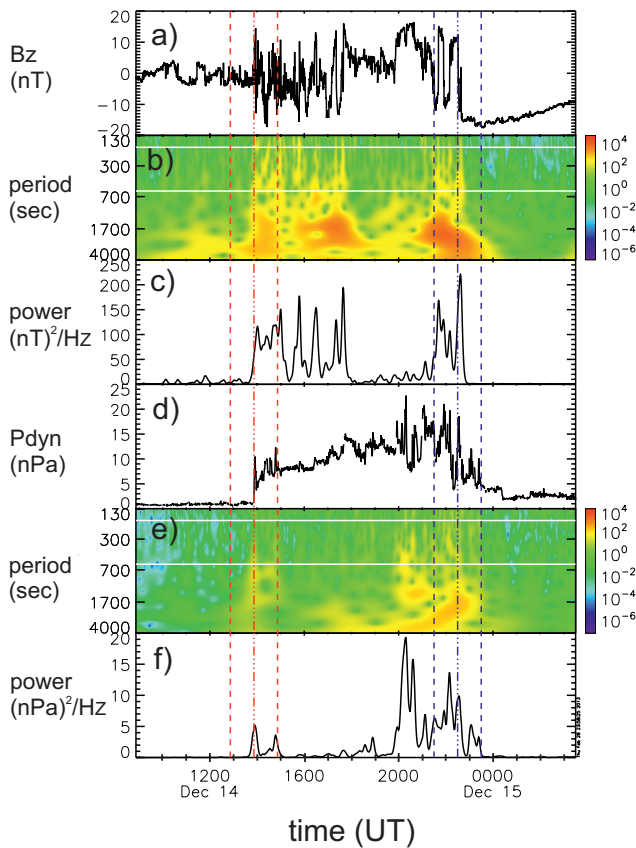 a)
Bz
(nT)
20
10
0
−10
−20
b)
period
(sec)
130
300
700
1700
4000
10^4
10^2
10^0
10^-2
10^-4
10^-6
c)
power
(nT)^2/Hz
250
200
150
100
50
0
d)
Pdyn
(nPa)
25
20
15
10
5
0
e)
period
(sec)
130
300
700
1700
4000
10^4
10^2
10^0
10^-2
10^-4
10^-6
f)
power
(nPa)^2/Hz
20
15
10
5
0
1200 1600 2000 0000
Dec 14 Dec 15
time (UT)